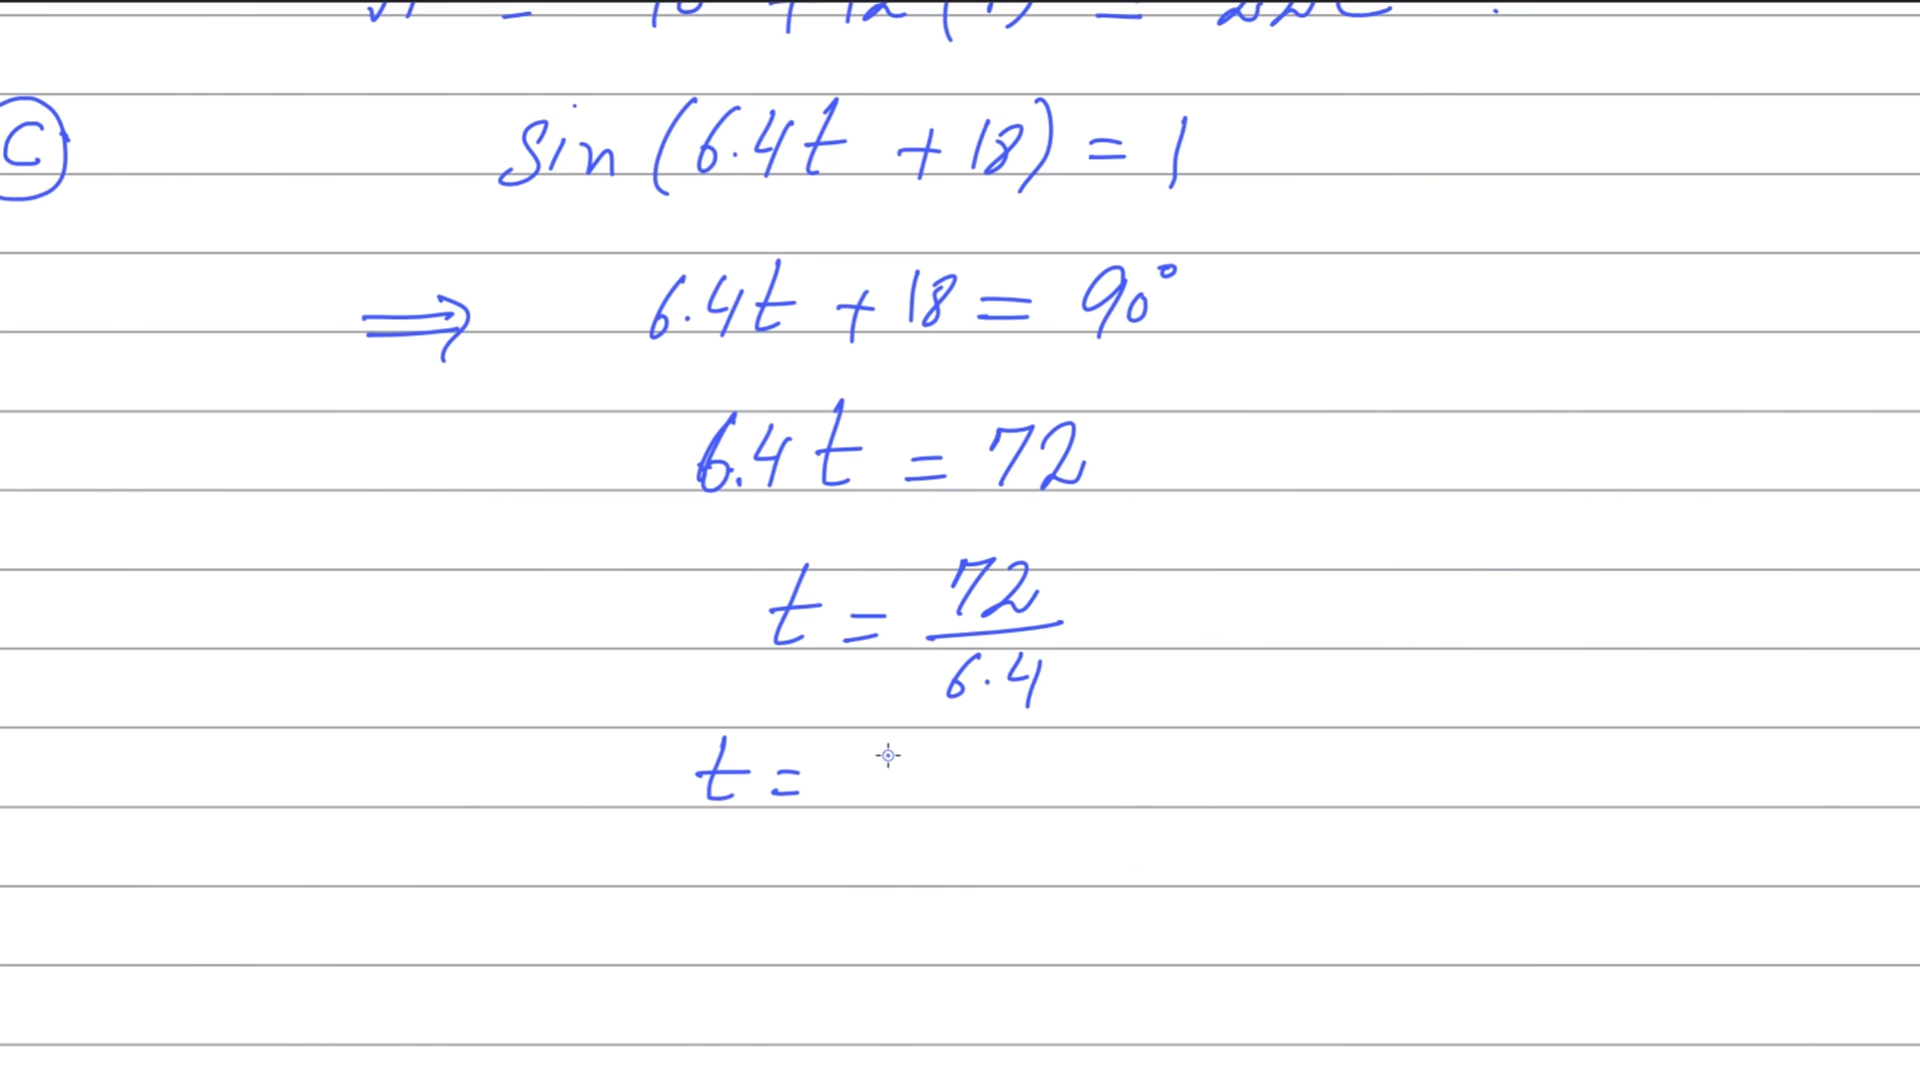 (c) sin(6.4t + 18) = 1
⇒ 6.4t + 18 = 90°
6.4t = 72
t = 72/6.4
t =